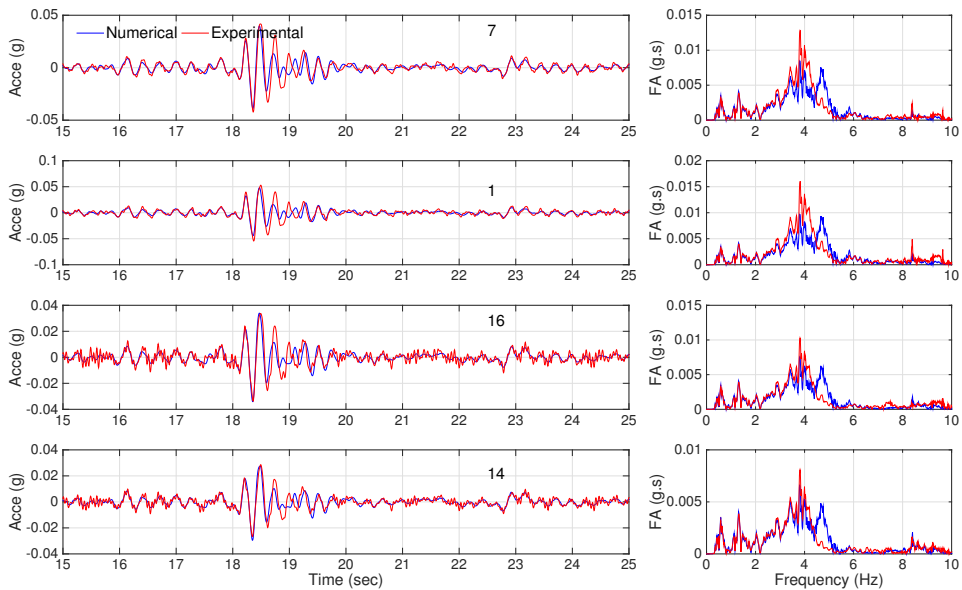 0.05
0
-0.05
Acce (g)
Numerical
Experimental
7
15 16 17 18 19 20 21 22 23 24 25
0.015
0.01
0.005
0
FA (g.s)
0 2 4 6 8 10
0.1
0.05
0
-0.05
-0.1
Acce (g)
1
15 16 17 18 19 20 21 22 23 24 25
0.02
0.015
0.01
0.005
0
FA (g.s)
0 2 4 6 8 10
0.04
0.02
0
-0.02
-0.04
Acce (g)
16
15 16 17 18 19 20 21 22 23 24 25
0.015
0.01
0.005
0
FA (g.s)
0 2 4 6 8 10
0.04
0.02
0
-0.02
-0.04
Acce (g)
14
15 16 17 18 19 20 21 22 23 24 25
Time (sec)
0.01
0.005
0
FA (g.s)
0 2 4 6 8 10
Frequency (Hz)